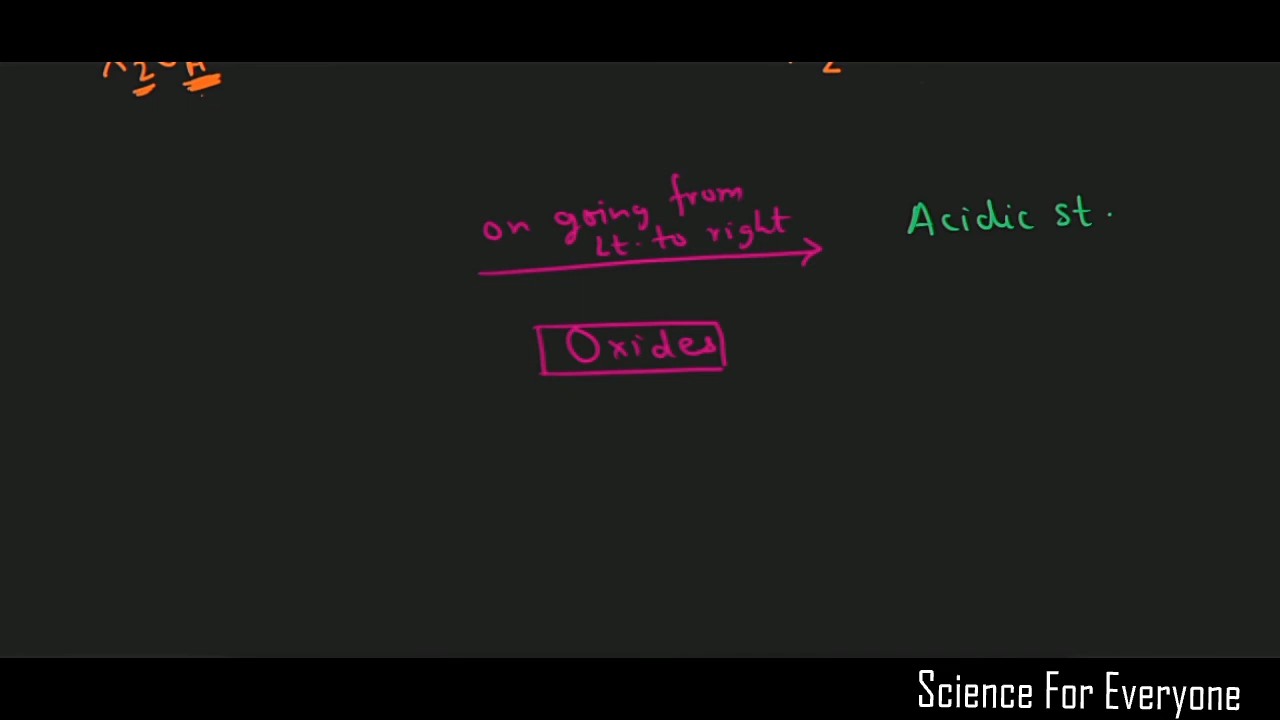 on going from
Lt. to right
Acidic st.
Oxides
Science For Everyone